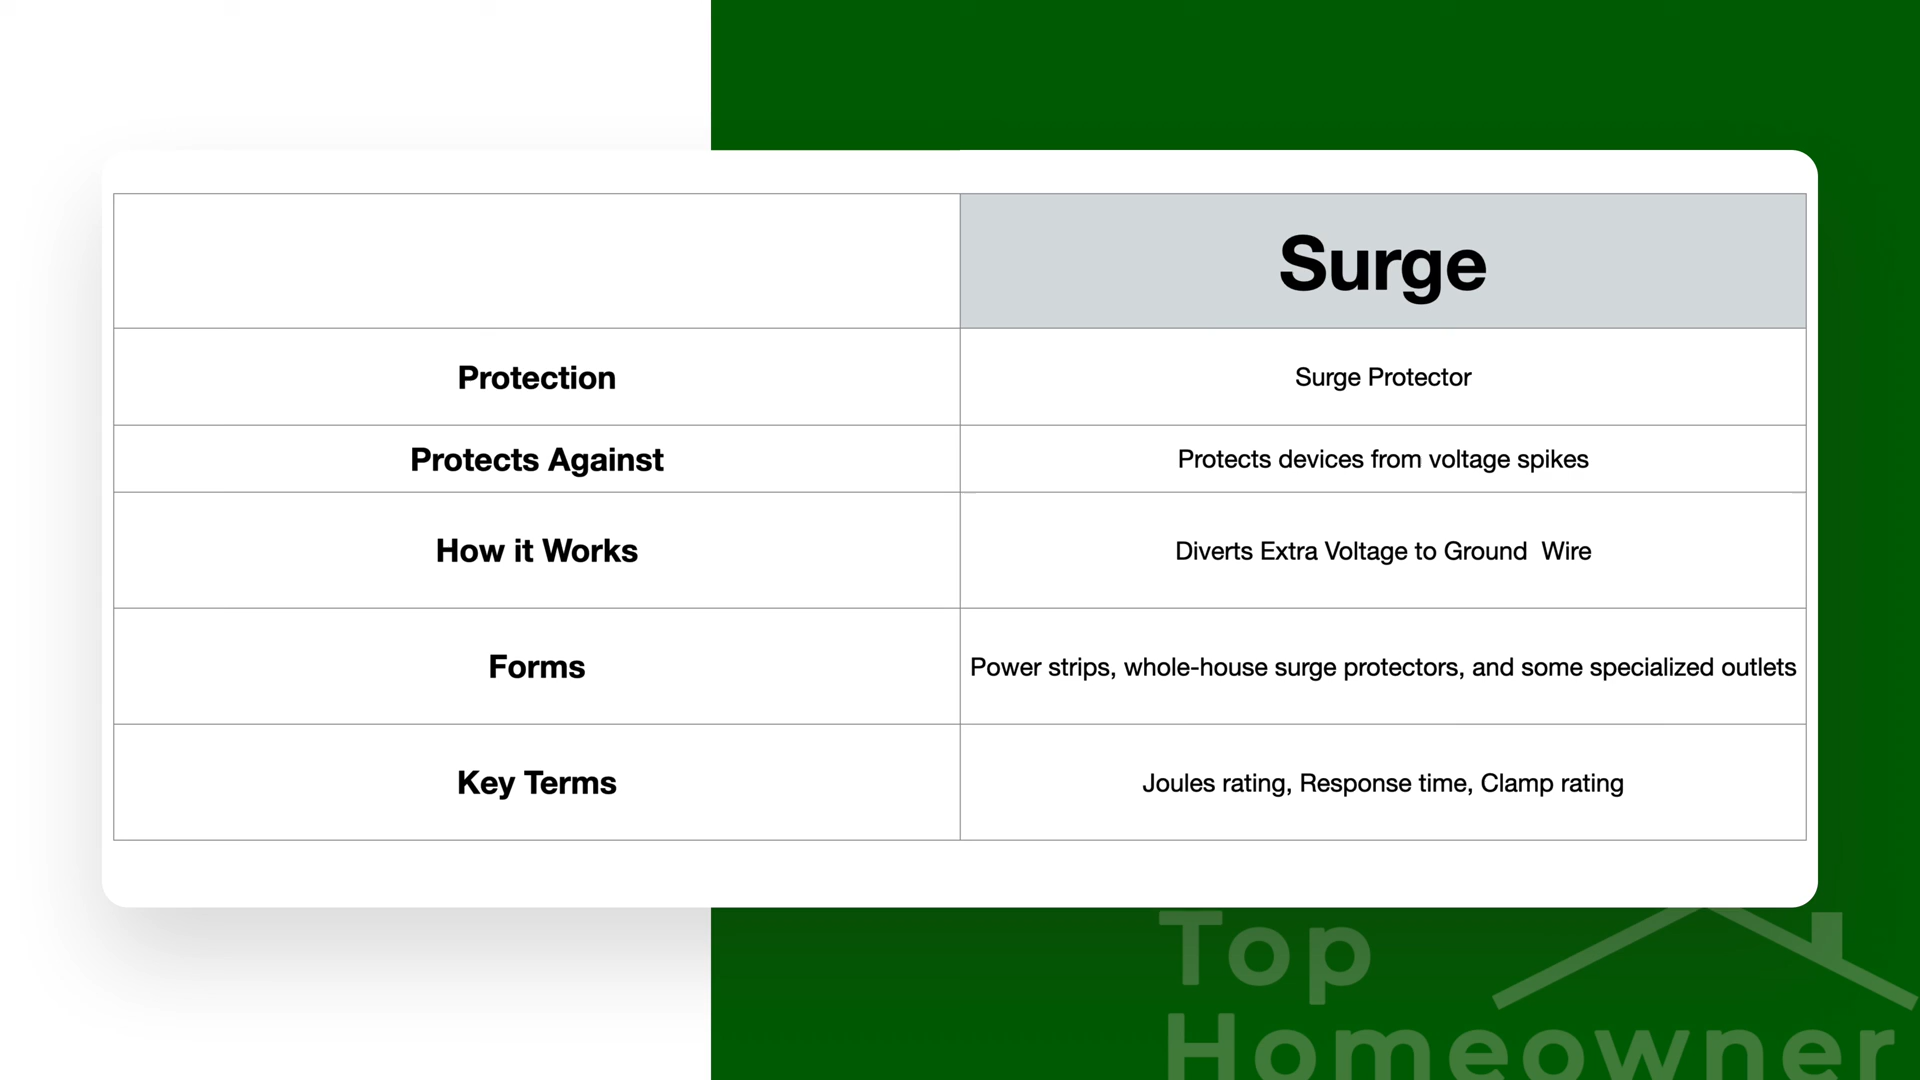 Surge
Protection
Surge Protector
Protects Against
Protects devices from voltage spikes
How it Works
Diverts Extra Voltage to Ground  Wire
Forms
Power strips, whole-house surge protectors, and some specialized outlets
Key Terms
Joules rating, Response time, Clamp rating
Top
Homeowner